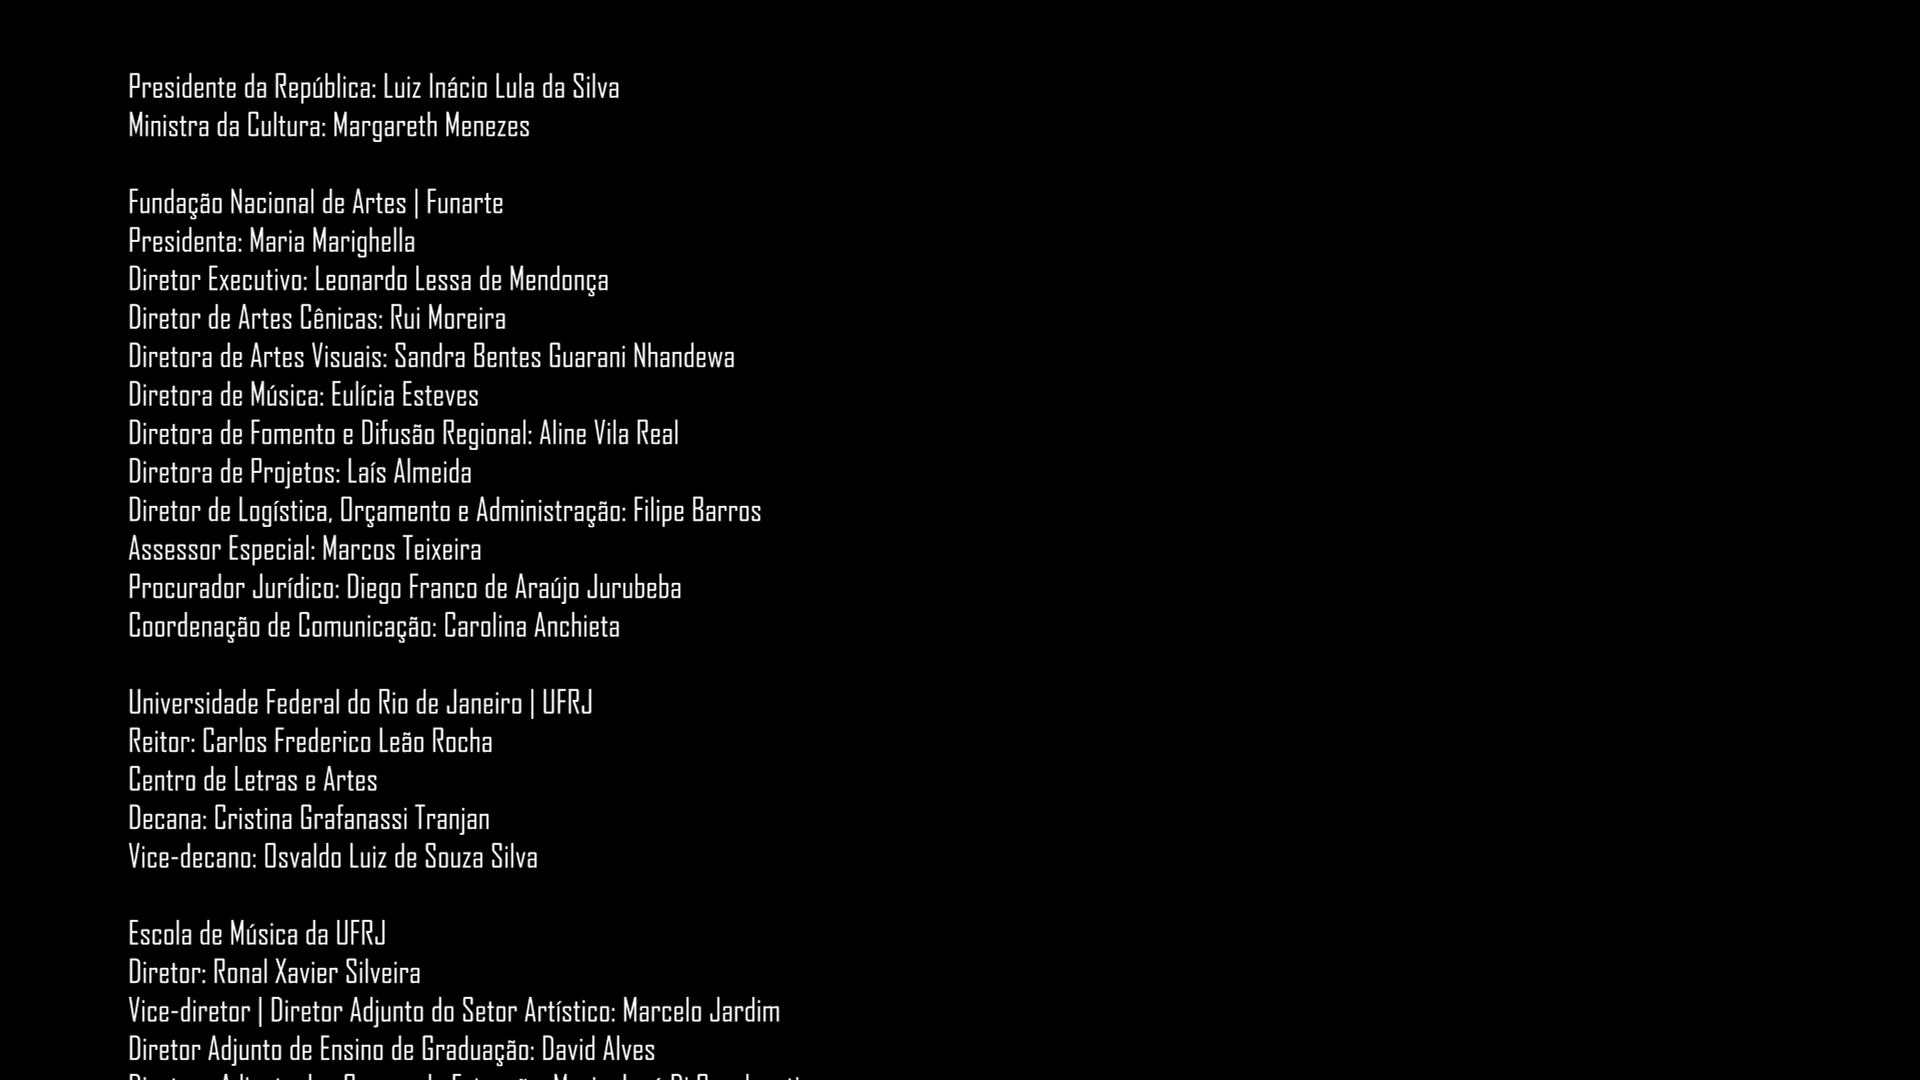 Presidente da República: Luiz Inácio Lula da Silva
Ministra da Cultura: Margareth Menezes
Fundação Nacional de Artes | Funarte
Presidenta: Maria Marighella
Diretor Executivo: Leonardo Lessa de Mendonça
Diretor de Artes Cênicas: Rui Moreira
Diretora de Artes Visuais: Sandra Bentes Guarani Nhandewa
Diretora de Música: Eulícia Esteves
Diretora de Fomento e Difusão Regional: Aline Vila Real
Diretora de Projetos: Laís Almeida
Diretor de Logística, Orçamento e Administração: Filipe Barros
Assessor Especial: Marcos Teixeira
Procurador Jurídico: Diego Franco de Araújo Jurubeba
Coordenação de Comunicação: Carolina Anchieta
Universidade Federal do Rio de Janeiro | UFRJ
Reitor: Carlos Frederico Leão Rocha
Centro de Letras e Artes
Decana: Cristina Grafanassi Tranjan
Vice-decano: Osvaldo Luiz de Souza Silva
Escola de Música da UFRJ
Diretor: Ronal Xavier Silveira
Vice-diretor | Diretor Adjunto do Setor Artístico: Marcelo Jardim
Diretor Adjunto de Ensino de Graduação: David Alves